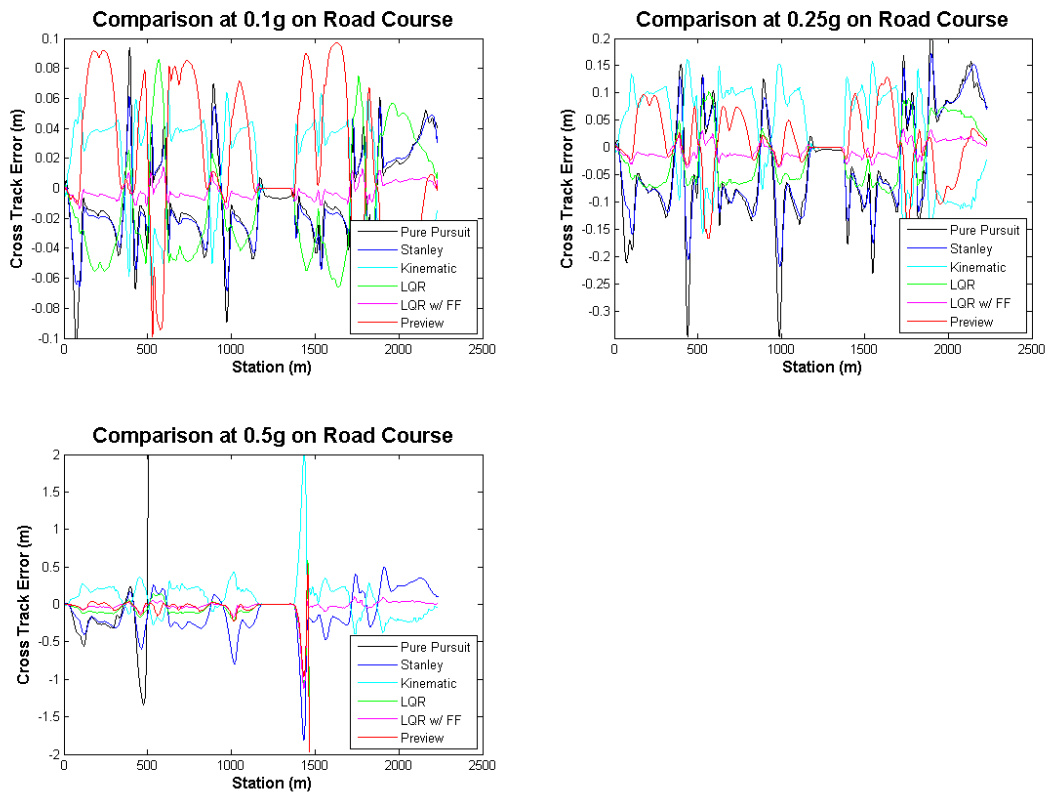 Comparison at 0.1g on Road Course
Cross Track Error (m)
0.1
0.08
0.06
0.04
0.02
0
-0.02
-0.04
-0.06
-0.08
-0.1
Pure Pursuit
Stanley
Kinematic
LQR
LQR w/ FF
Preview
0 500 1000 1500 2000 2500
Station (m)
Comparison at 0.25g on Road Course
Cross Track Error (m)
0.2
0.15
0.1
0.05
0
-0.05
-0.1
-0.15
-0.2
-0.25
-0.3
Pure Pursuit
Stanley
Kinematic
LQR
LQR w/ FF
Preview
0 500 1000 1500 2000 2500
Station (m)
Comparison at 0.5g on Road Course
Cross Track Error (m)
2
1.5
1
0.5
0
-0.5
-1
-1.5
-2
Pure Pursuit
Stanley
Kinematic
LQR
LQR w/ FF
Preview
0 500 1000 1500 2000 2500
Station (m)